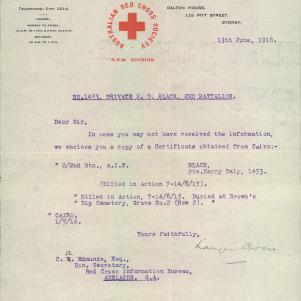 TELEPHONE: CITY 1216.
AUSTRALIAN RED CROSS SOCIETY
N.S.W. DIVISION
DALTON HOUSE,
115 PITT STREET,
SYDNEY.
13th June, 1916.
NO.1453. PRIVATE H. D. BLACK, 2ND BATTALION.
Dear Sir,
In case you may not have received the information,
we enclose you a copy of a Certificate obtained from Cairo:-
" 2/2nd Btn., A.I.F. BLACK,
Pte. Harry Daly, 1453.
(Killed in Action 7-14/8/15).
" Killed in Action, 7-14/8/15. Buried at Brown's
Dip Cemetery, Grave No.2 (Row 2). "
" CAIRO,
1/5/16."
Yours faithfully,
C. A. Edmunds, Esq.,
Hon. Secretary,
Red Cross Information Bureau,
ADELAIDE. S.A.